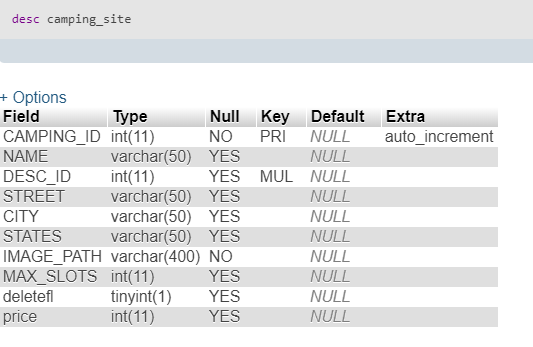 desc camping_site
+ Options
Field Type Null Key Default Extra
CAMPING_ID int(11) NO PRI NULL auto_increment
NAME varchar(50) YES NULL
DESC_ID int(11) YES MUL NULL
STREET varchar(50) YES NULL
CITY varchar(50) YES NULL
STATES varchar(50) YES NULL
IMAGE_PATH varchar(400) NO NULL
MAX_SLOTS int(11) YES NULL
deletefl tinyint(1) YES NULL
price int(11) YES NULL